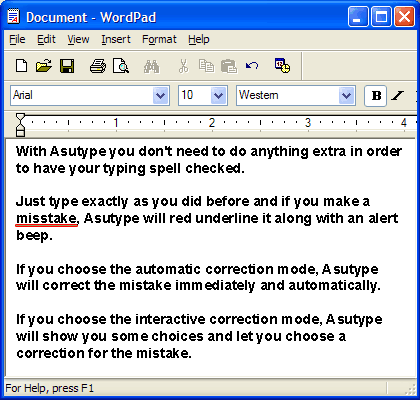 Document - WordPad
File Edit View Insert Format Help
Arial 10 Western B I
1 2 3
With Asutype you don't need to do anything extra in order
to have your typing spell checked.
Just type exactly as you did before and if you make a
misstake, Asutype will red underline it along with an alert
beep.
If you choose the automatic correction mode, Asutype
will correct the mistake immediately and automatically.
If you choose the interactive correction mode, Asutype
will show you some choices and let you choose a
correction for the mistake.
For Help, press F1